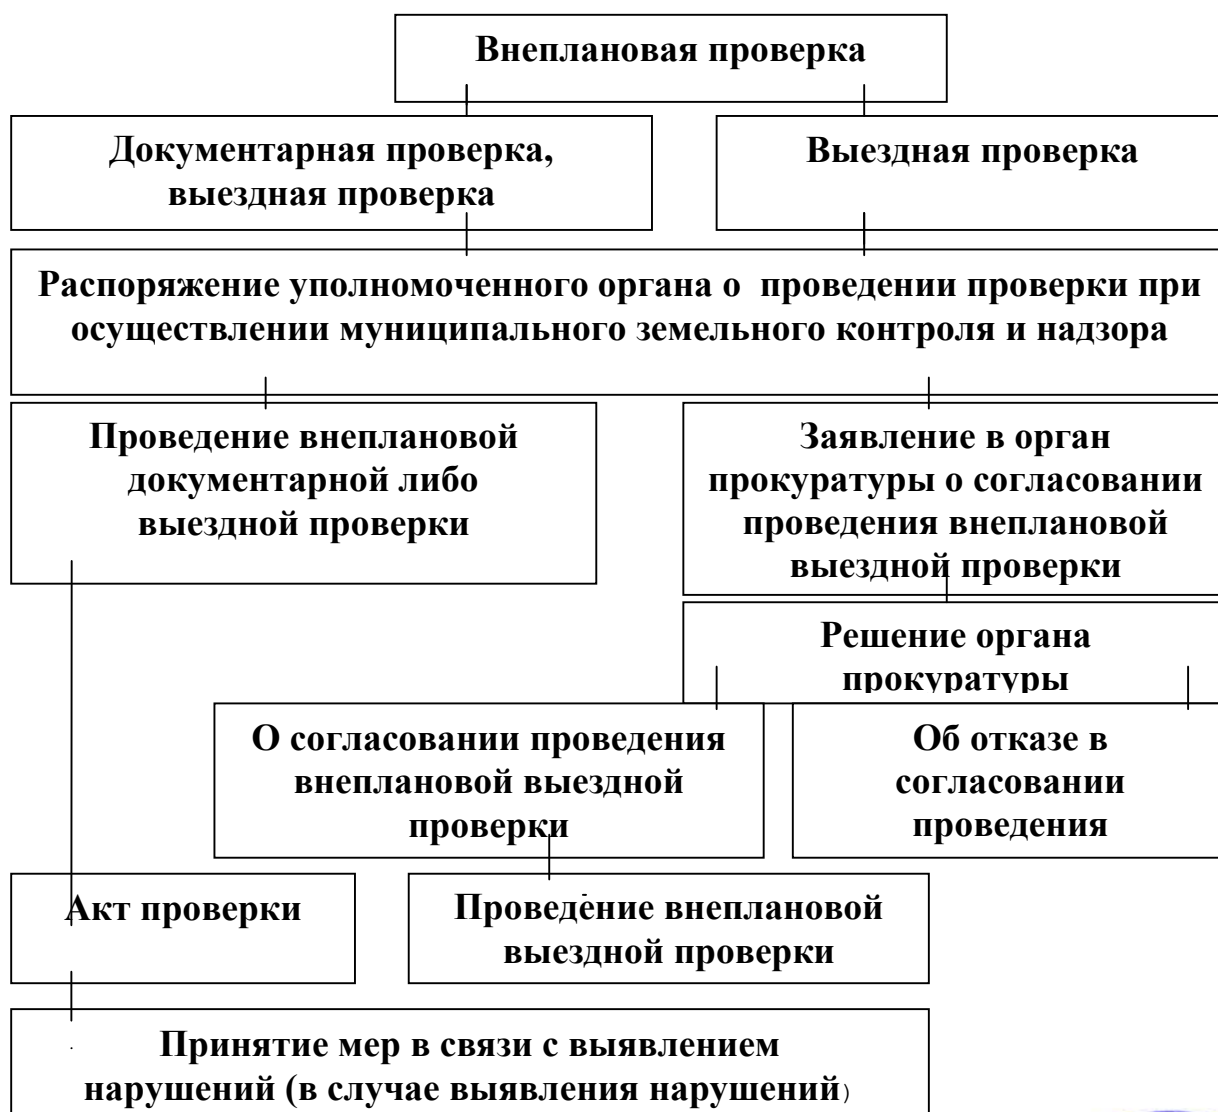 Внеплановая проверка
Документарная проверка,
выездная проверка
Выездная проверка
Распоряжение уполномоченного органа о проведении проверки при
осуществлении муниципального земельного контроля и надзора
Проведение внеплановой
документарной либо
выездной проверки
Заявление в орган
прокуратуры о согласовании
проведения внеплановой
выездной проверки
Решение органа
прокуратуры
О согласовании проведения
внеплановой выездной
проверки
Об отказе в
согласовании
проведения
Акт проверки
Проведение внеплановой
выездной проверки
Принятие мер в связи с выявлением
нарушений (в случае выявления нарушений)